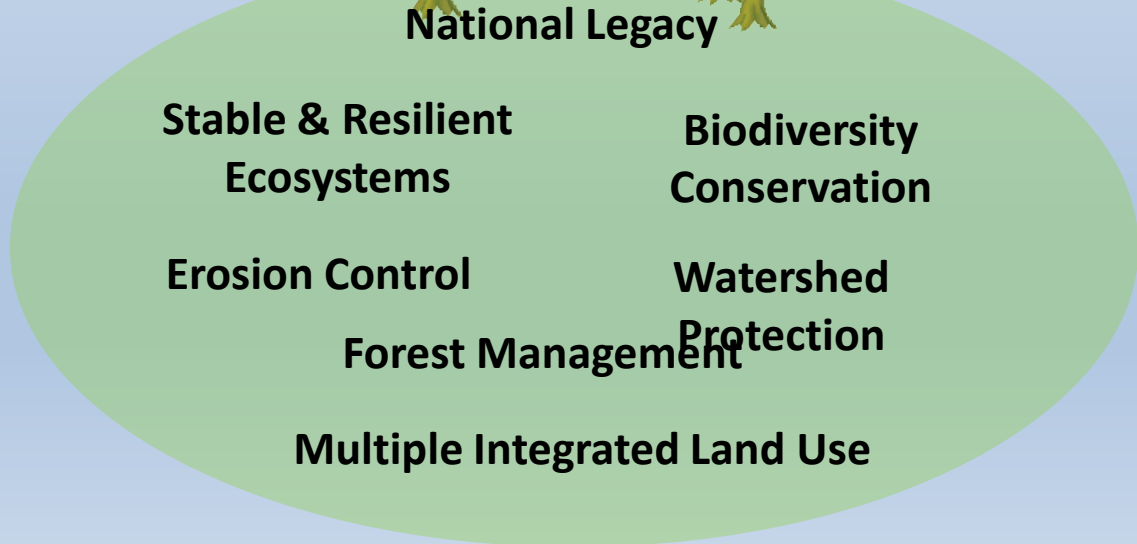 National Legacy
Stable & Resilient
Ecosystems
Biodiversity
Conservation
Erosion Control
Watershed
Protection
Forest Management
Multiple Integrated Land Use